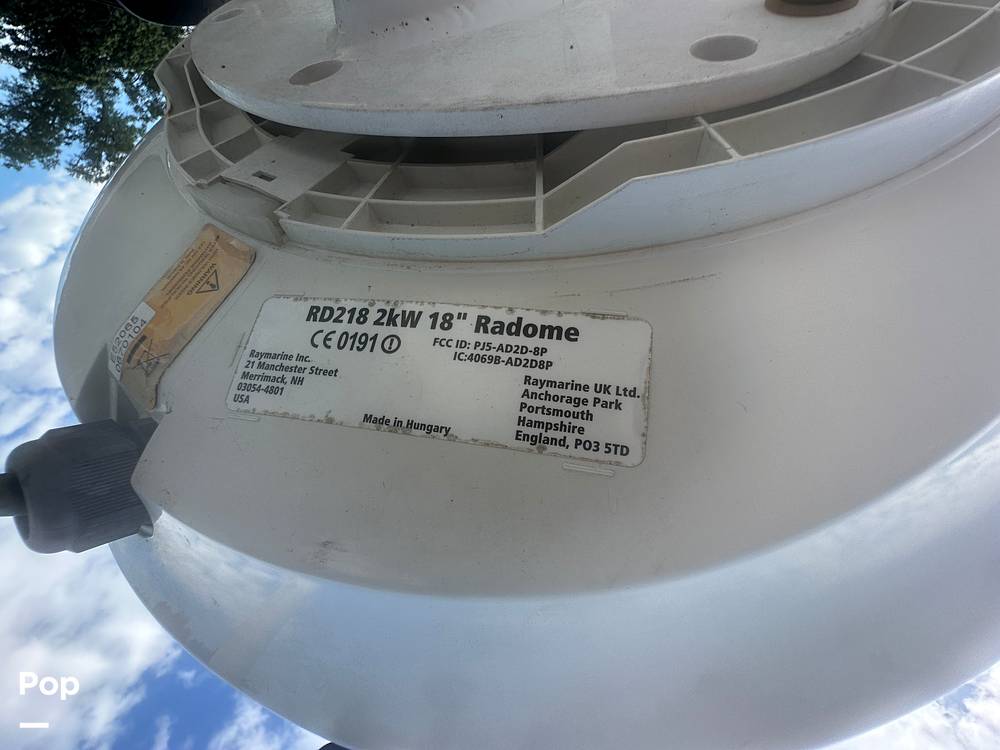 RD218 2kW 18" Radome
CE 0191
FCC ID: PJ5-AD2D-8P
IC:4069B-AD2D8P
Raymarine Inc.
21 Manchester Street
Merrimack, NH
03054-4801
USA
Raymarine UK Ltd.
Anchorage Park
Portsmouth
Hampshire
England, PO3 5TD
Made in Hungary
WARNING
0670104
Pop